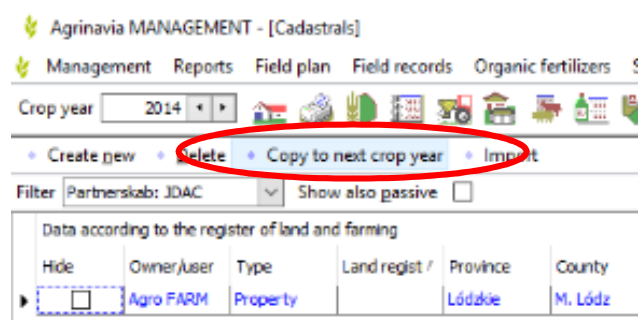 Agrinavia MANAGEMENT - [Cadastrals]
Management Reports Field plan Field records Organic fertilizers S
Crop year 2014
Create new Delete Copy to next crop year Import
Filter Partnerskab: JDAC Show also passive
Data according to the register of land and farming
Hide Owner/user Type Land regist / Province County
Agro FARM Property Lódzkie M. Lódz